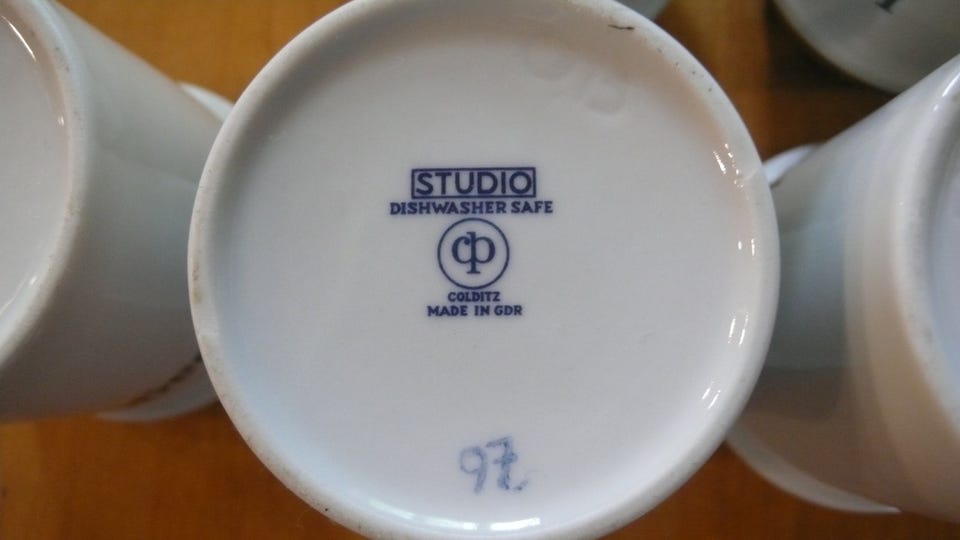 STUDIO
DISHWASHER SAFE
cp
COLDITZ
MADE IN GDR
97